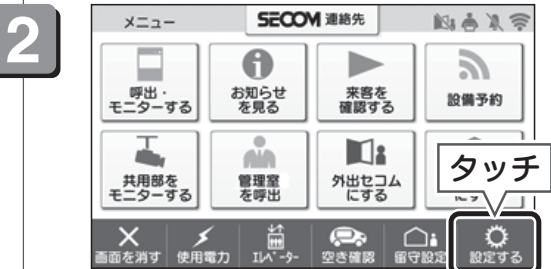 2
メニュー
SECOM 連絡先
呼出・
モニターする
お知らせ
を見る
来客を
確認する
設備予約
共用部を
モニターする
管理室
を呼出
外出セコム
にする
にする
タッチ
画面を消す
使用電力
エレベーター
空き確認
留守設定
設定する